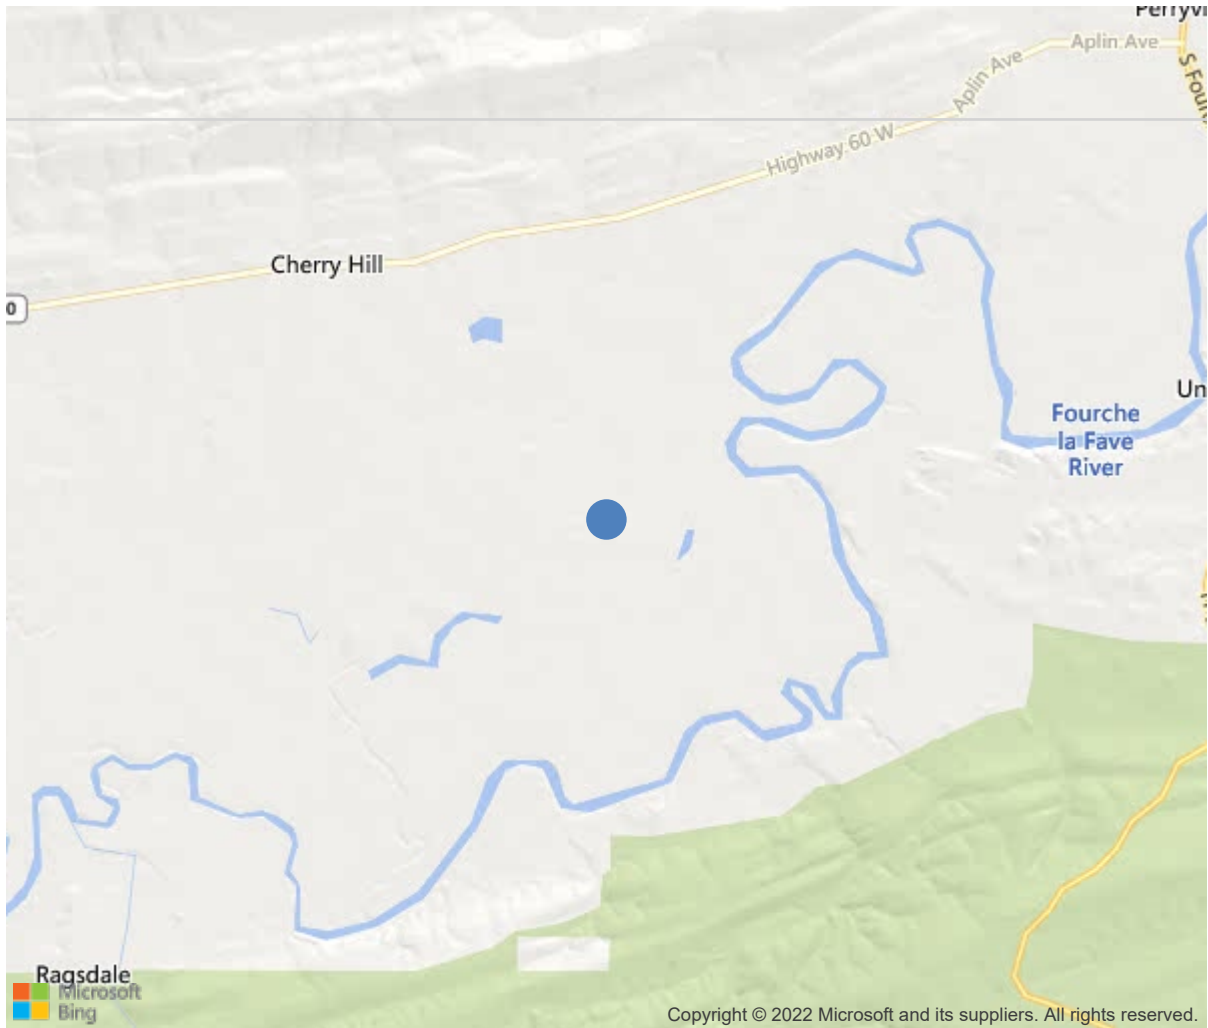 Perryvi
Aplin Ave
Aplin Ave
S Four
Highway 60 W
Cherry Hill
0
Un
Fourche
la Fave
River
Ragsdale
Microsoft
Bing
Copyright © 2022 Microsoft and its suppliers. All rights reserved.